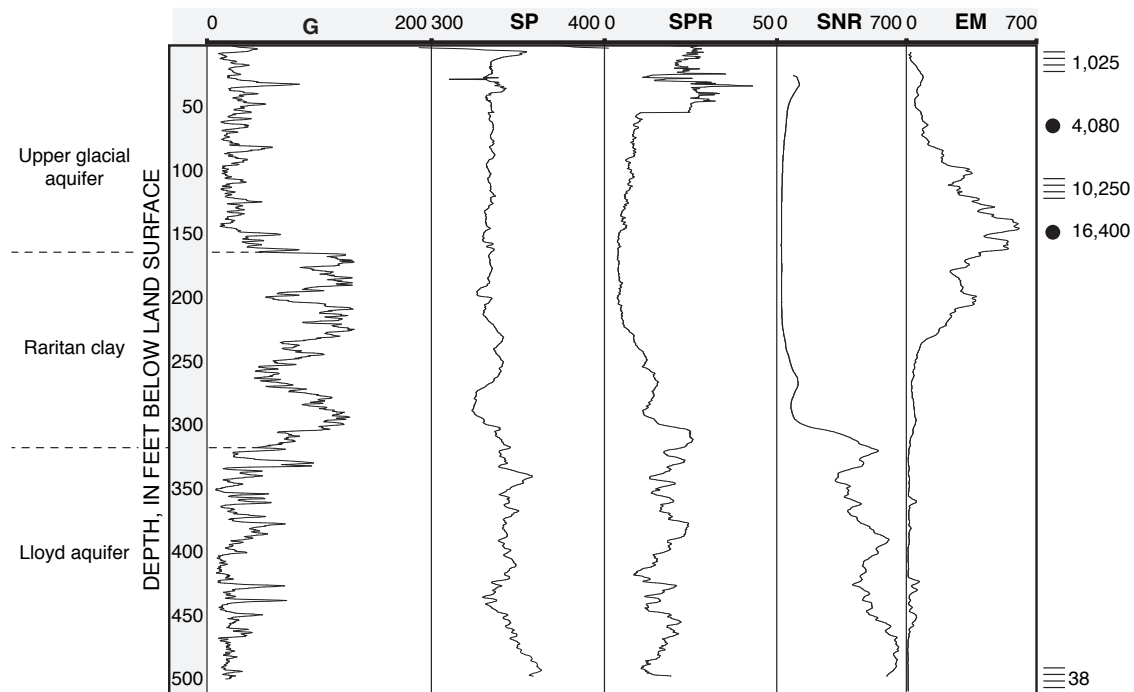 0 G 200 300 SP 400 0 SPR 50 0 SNR 700 0 EM 700
1,025
50
4,080
Upper glacial
aquifer
100
10,250
150
16,400
200
Raritan clay
250
300
350
Lloyd aquifer
400
450
500
38
DEPTH, IN FEET BELOW LAND SURFACE